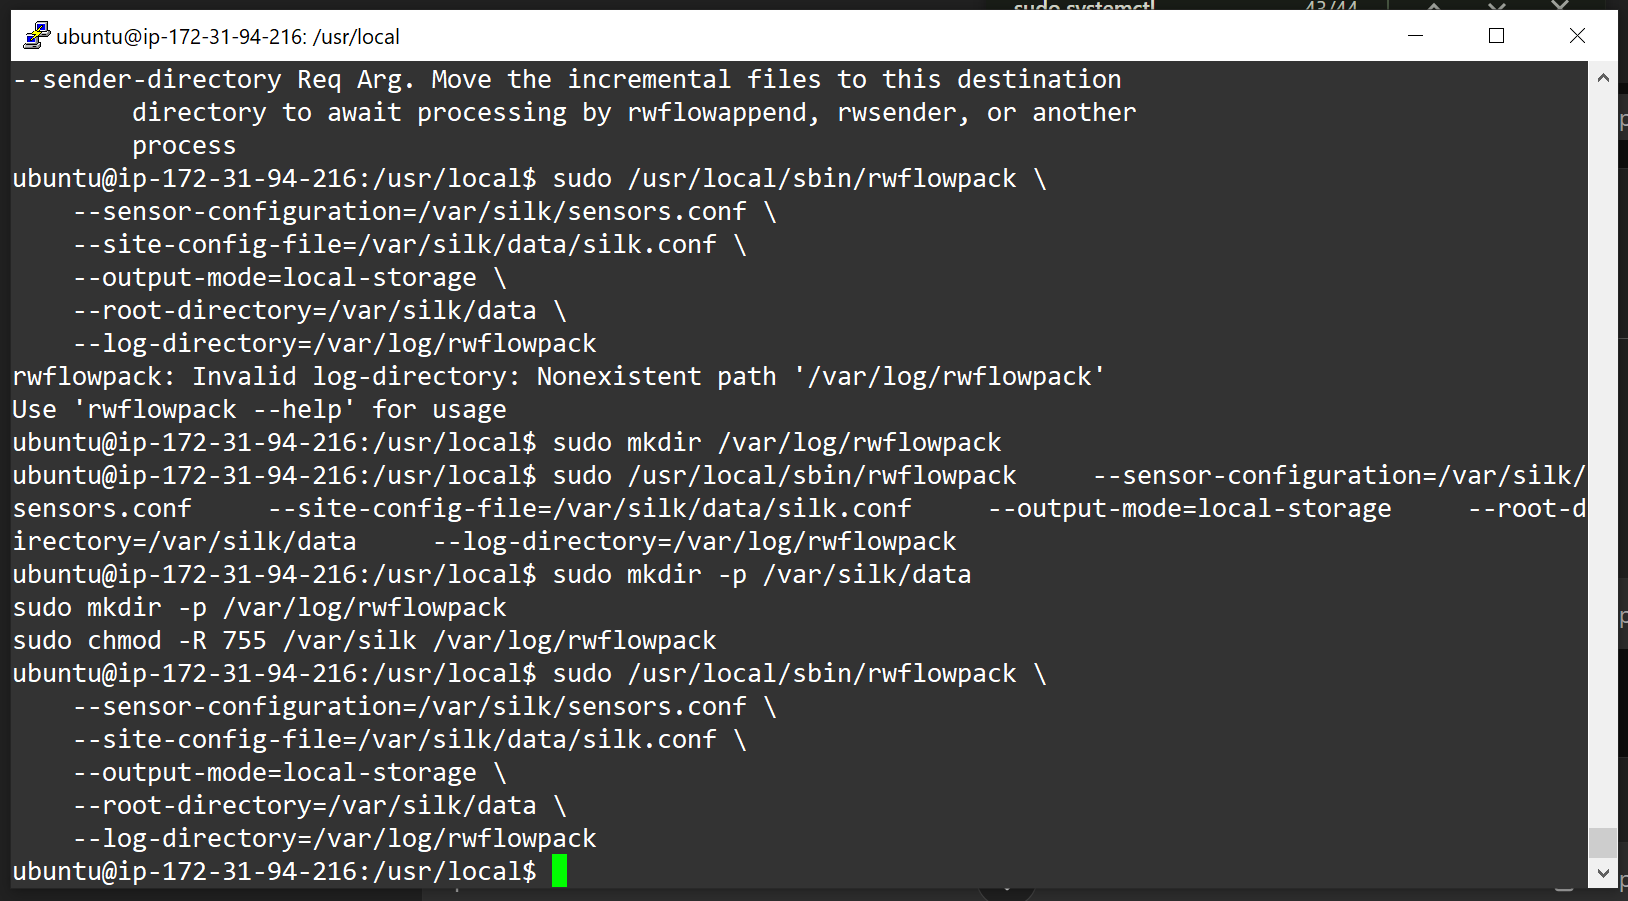 sudo systemctl 43/44
ubuntu@ip-172-31-94-216: /usr/local
--sender-directory Req Arg. Move the incremental files to this destination
        directory to await processing by rwflowappend, rwsender, or another
        process
ubuntu@ip-172-31-94-216:/usr/local$ sudo /usr/local/sbin/rwflowpack \
    --sensor-configuration=/var/silk/sensors.conf \
    --site-config-file=/var/silk/data/silk.conf \
    --output-mode=local-storage \
    --root-directory=/var/silk/data \
    --log-directory=/var/log/rwflowpack
rwflowpack: Invalid log-directory: Nonexistent path '/var/log/rwflowpack'
Use 'rwflowpack --help' for usage
ubuntu@ip-172-31-94-216:/usr/local$ sudo mkdir /var/log/rwflowpack
ubuntu@ip-172-31-94-216:/usr/local$ sudo /usr/local/sbin/rwflowpack     --sensor-configuration=/var/silk/
sensors.conf     --site-config-file=/var/silk/data/silk.conf     --output-mode=local-storage     --root-d
irectory=/var/silk/data     --log-directory=/var/log/rwflowpack
ubuntu@ip-172-31-94-216:/usr/local$ sudo mkdir -p /var/silk/data
sudo mkdir -p /var/log/rwflowpack
sudo chmod -R 755 /var/silk /var/log/rwflowpack
ubuntu@ip-172-31-94-216:/usr/local$ sudo /usr/local/sbin/rwflowpack \
    --sensor-configuration=/var/silk/sensors.conf \
    --site-config-file=/var/silk/data/silk.conf \
    --output-mode=local-storage \
    --root-directory=/var/silk/data \
    --log-directory=/var/log/rwflowpack
ubuntu@ip-172-31-94-216:/usr/local$